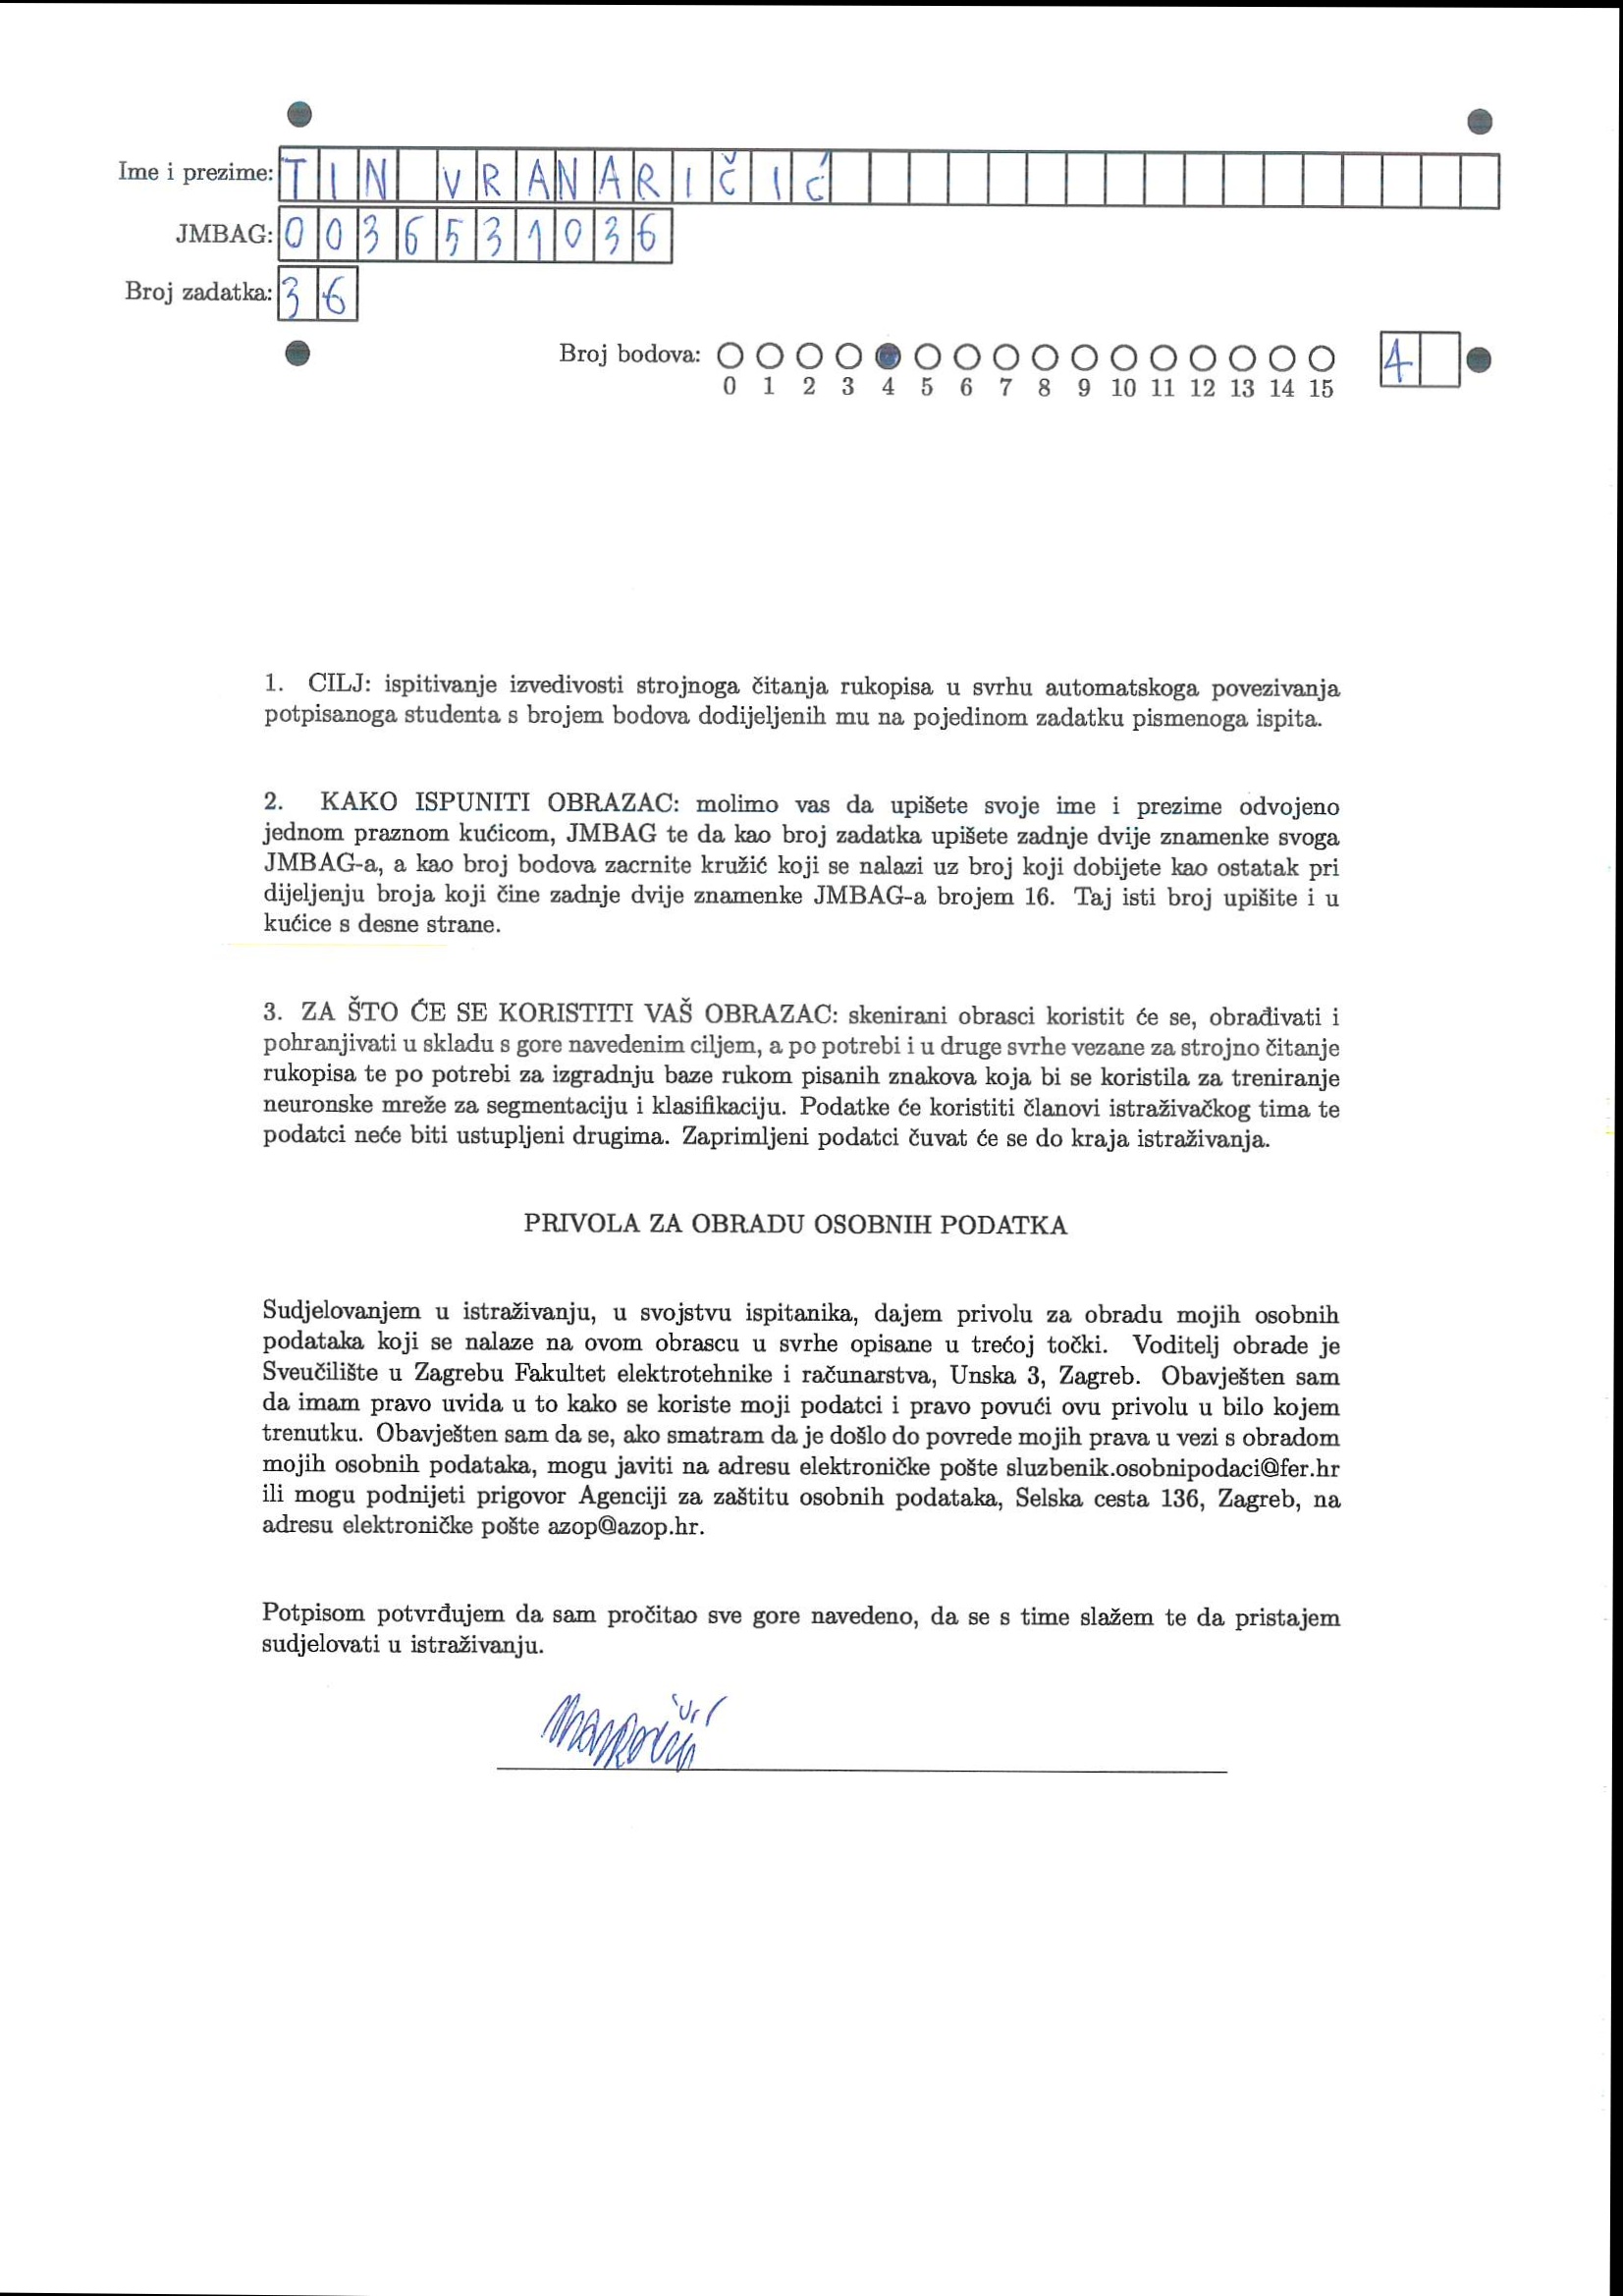 Ime i prezime: TIN VRANARIČIĆ
JMBAG: 0036531036
Broj zadatka: 36
Broj bodova: 4
0 1 2 3 4 5 6 7 8 9 10 11 12 13 14 15
1. CILJ: ispitivanje izvedivosti strojnoga čitanja rukopisa u svrhu automatskoga povezivanja
potpisanoga studenta s brojem bodova dodijeljenih mu na pojedinom zadatku pismenoga ispita.
2. KAKO ISPUNITI OBRAZAC: molimo vas da upišete svoje ime i prezime odvojeno
jednom praznom kućicom, JMBAG te da kao broj zadatka upišete zadnje dvije znamenke svoga
JMBAG-a, a kao broj bodova zacrnite kružić koji se nalazi uz broj koji dobijete kao ostatak pri
dijeljenju broja koji čine zadnje dvije znamenke JMBAG-a brojem 16. Taj isti broj upišite i u
kućice s desne strane.
3. ZA ŠTO ĆE SE KORISTITI VAŠ OBRAZAC: skenirani obrasci koristit će se, obrađivati i
pohranjivati u skladu s gore navedenim ciljem, a po potrebi i u druge svrhe vezane za strojno čitanje
rukopisa te po potrebi za izgradnju baze rukom pisanih znakova koja bi se koristila za treniranje
neuronske mreže za segmentaciju i klasifikaciju. Podatke će koristiti članovi istraživačkog tima te
podatci neće biti ustupljeni drugima. Zaprimljeni podatci čuvat će se do kraja istraživanja.
PRIVOLA ZA OBRADU OSOBNIH PODATKA
Sudjelovanjem u istraživanju, u svojstvu ispitanika, dajem privolu za obradu mojih osobnih
podataka koji se nalaze na ovom obrascu u svrhe opisane u trećoj točki. Voditelj obrade je
Sveučilište u Zagrebu Fakultet elektrotehnike i računarstva, Unska 3, Zagreb. Obavješten sam
da imam pravo uvida u to kako se koriste moji podatci i pravo povući ovu privolu u bilo kojem
trenutku. Obavješten sam da se, ako smatram da je došlo do povrede mojih prava u vezi s obradom
mojih osobnih podataka, mogu javiti na adresu elektroničke pošte sluzbenik.osobnipodaci@fer.hr
ili mogu podnijeti prigovor Agenciji za zaštitu osobnih podataka, Selska cesta 136, Zagreb, na
adresu elektroničke pošte azop@azop.hr.
Potpisom potvrđujem da sam pročitao sve gore navedeno, da se s time slažem te da pristajem
sudjelovati u istraživanju.